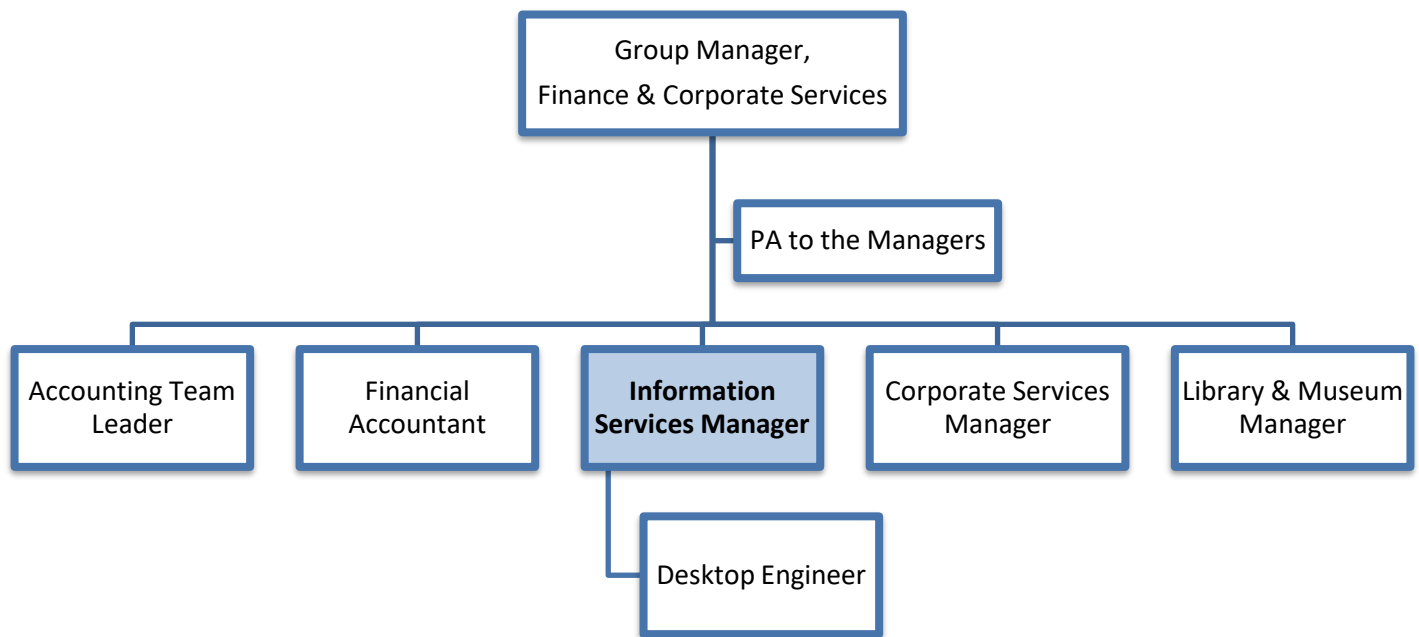 Group Manager,
Finance & Corporate Services
PA to the Managers
Accounting Team
Leader
Financial
Accountant
Information
Services Manager
Corporate Services
Manager
Library & Museum
Manager
Desktop Engineer